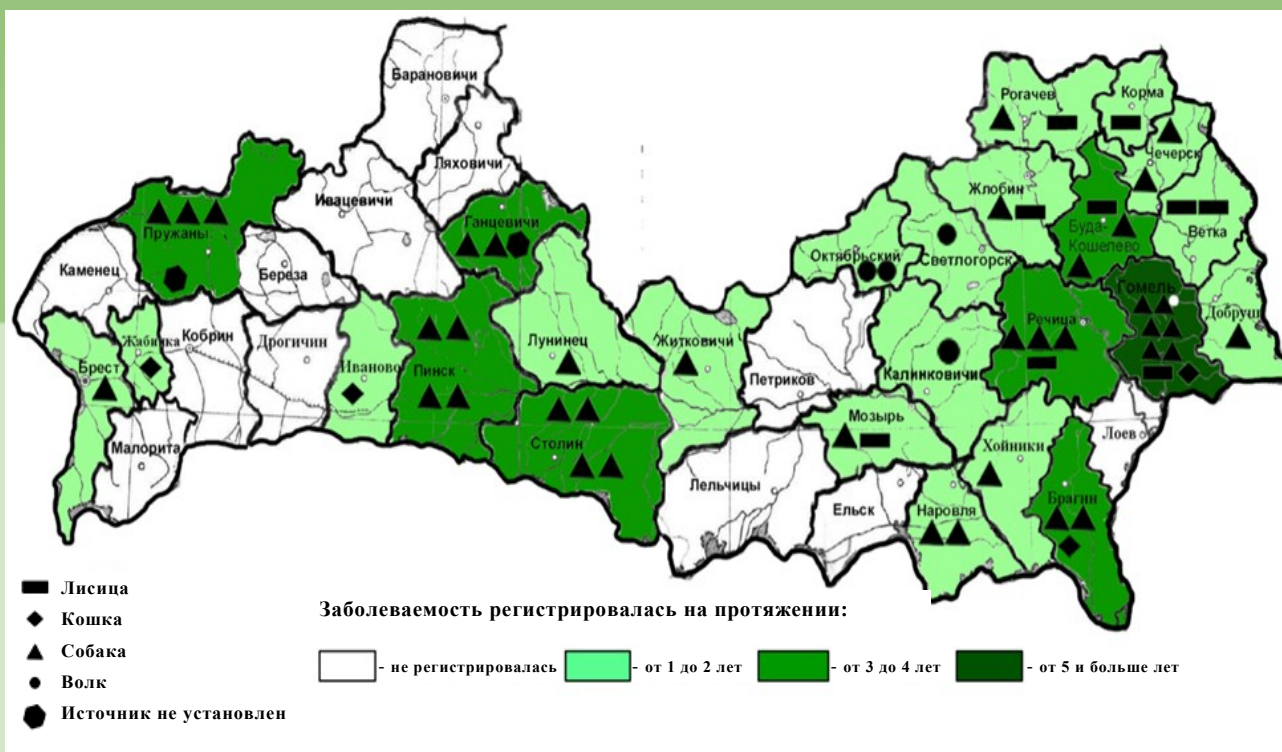 Барановичи
Рогачев
Корма
Ляховичи
Чечерск
Ивацевичи
Жлобин
Ганцевичи
Пружаны
Буда-
Кошелево
Ветка
Октябрьский
Светлогорск
Каменец
Береза
Гомель
Речица
Добруш
Жабинка
Кобрин
Дрогичин
Иваново
Лунинец
Житковичи
Брест
Пинск
Петриков
Калинковичи
Мозырь
Лоев
Малорита
Столин
Хойники
Лельчицы
Ельск
Наровля
Брагин
Лисица
Кошка
Собака
Волк
Источник не установлен
Заболеваемость регистрировалась на протяжении:
- не регистрировалась - от 1 до 2 лет - от 3 до 4 лет - от 5 и больше лет